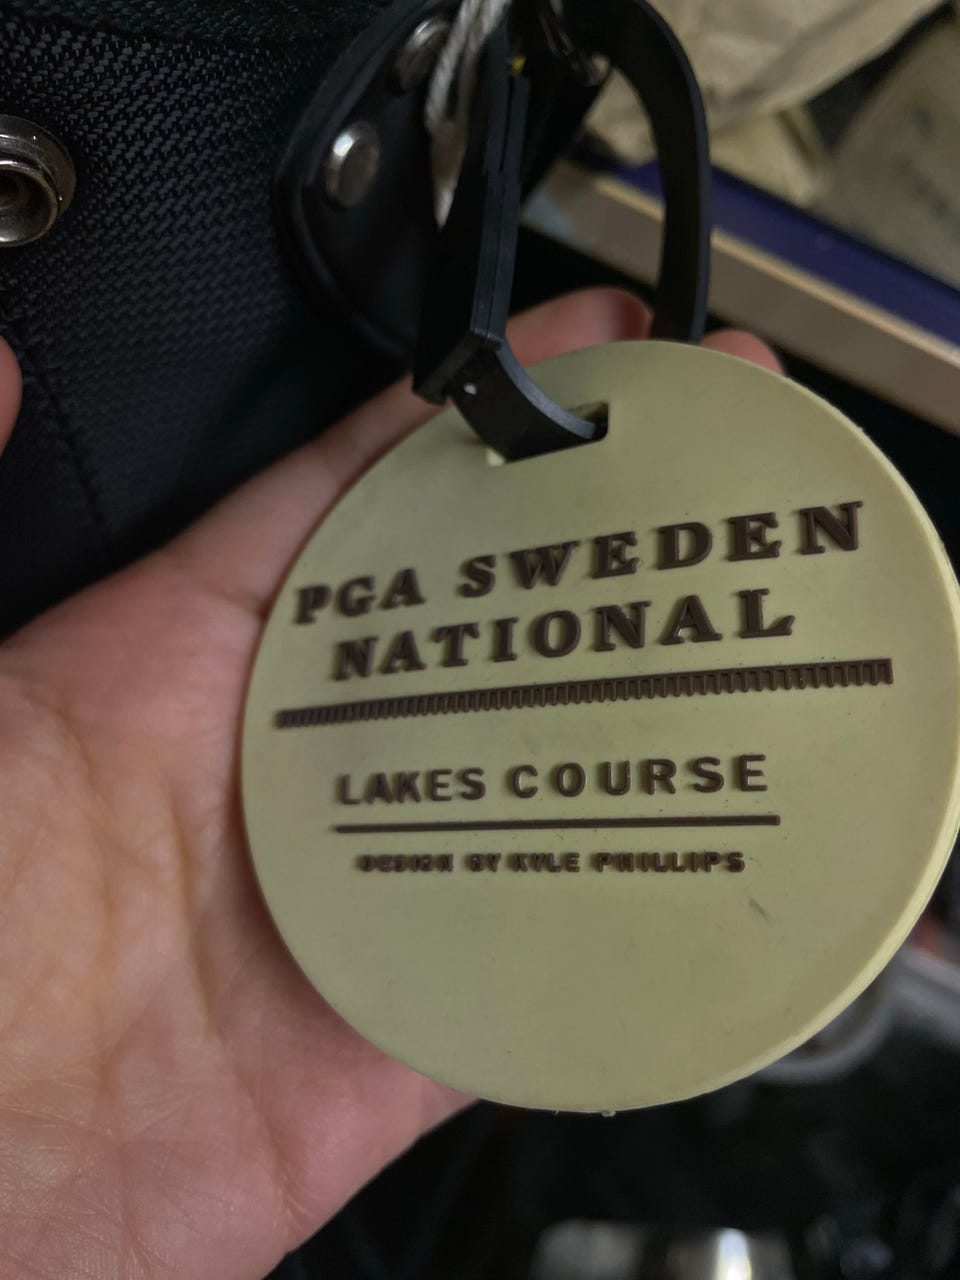 PGA SWEDEN
NATIONAL
LAKES COURSE
DESIGN BY KYLE PHILLIPS